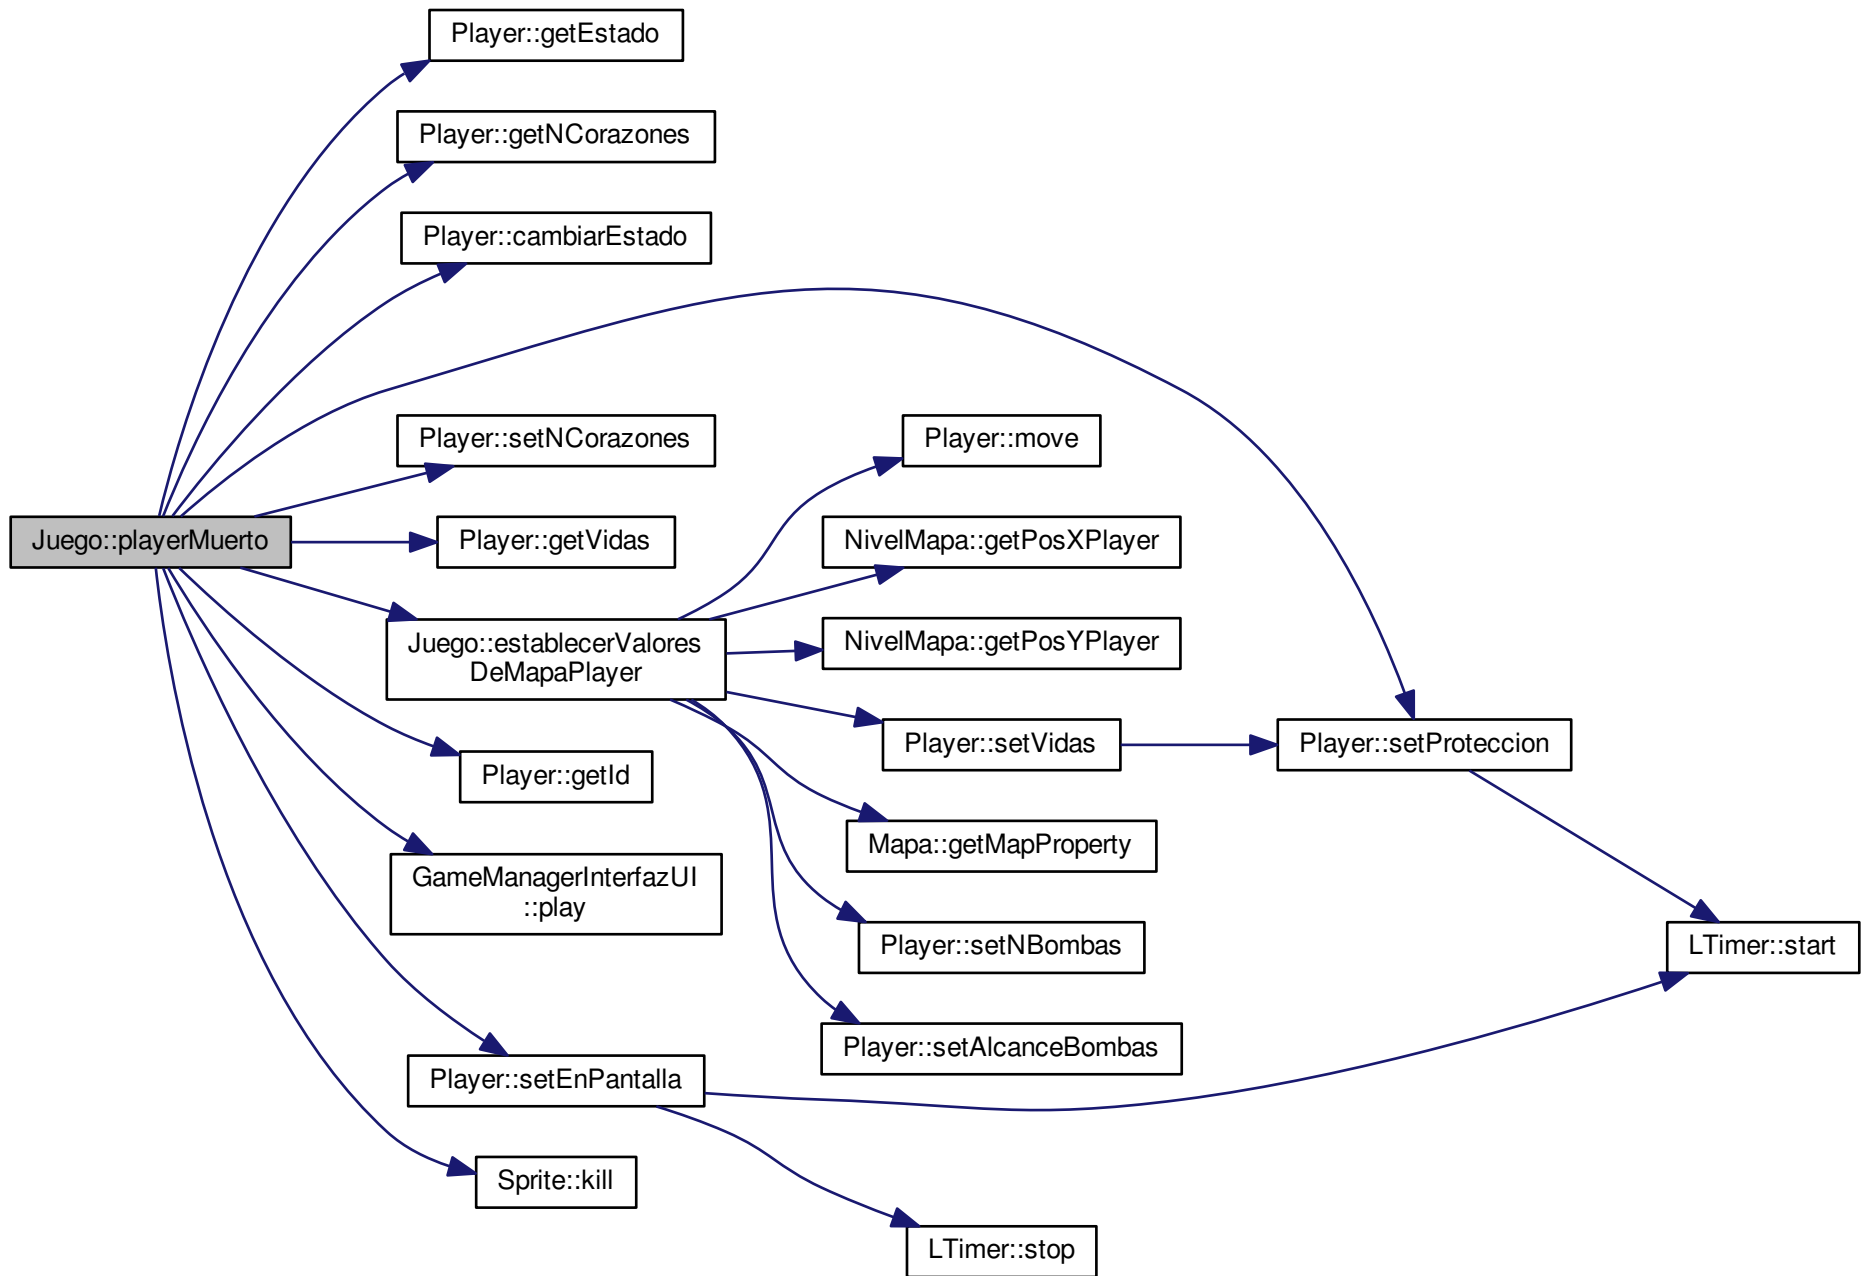 Player::getEstado
Player::getNCorazones
Player::cambiarEstado
Player::setNCorazones
Player::move
Juego::playerMuerto
Player::getVidas
NivelMapa::getPosXPlayer
Juego::establecerValores
DeMapaPlayer
NivelMapa::getPosYPlayer
Player::setVidas
Player::setProteccion
Player::getId
Mapa::getMapProperty
GameManagerInterfazUI
::play
Player::setNBombas
LTimer::start
Player::setAlcanceBombas
Player::setEnPantalla
Sprite::kill
LTimer::stop